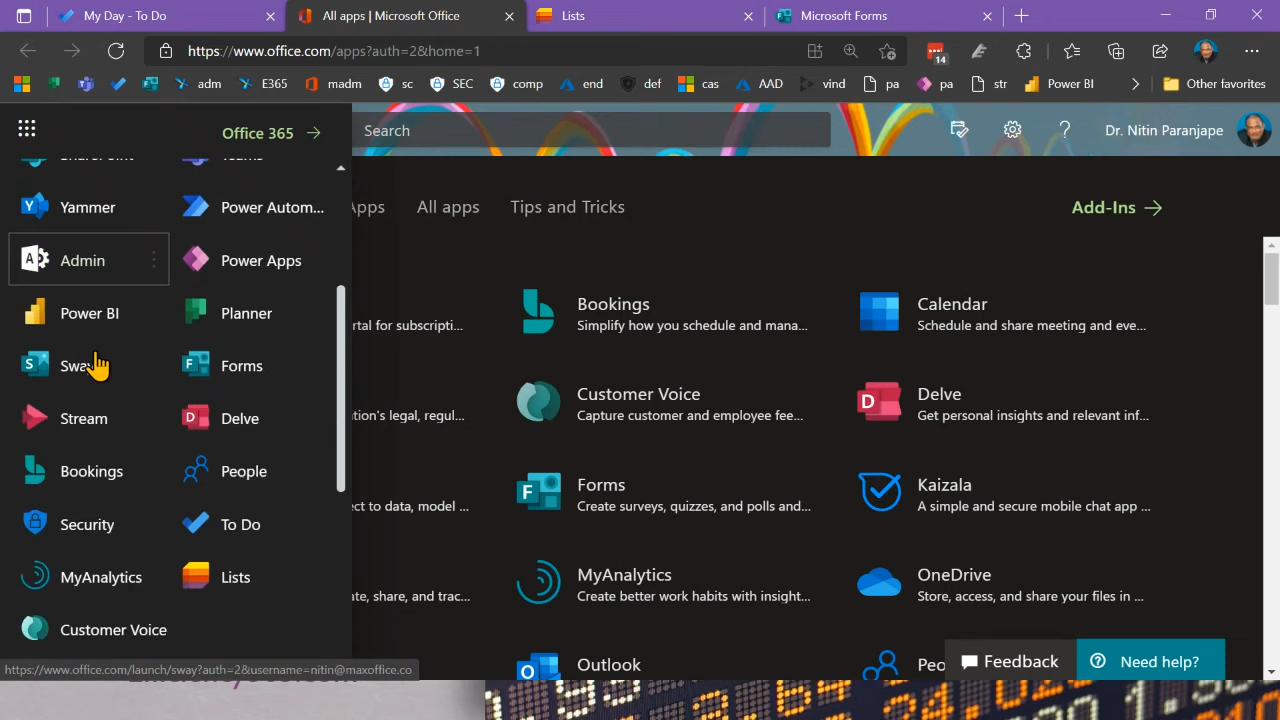 My Day - To Do
All apps | Microsoft Office
Lists
Microsoft Forms
https://www.office.com/apps?auth=2&home=1
14
adm
E365
madm
sc
SEC
comp
end
def
cas
AAD
vind
pa
pa
str
Power BI
Other favorites
Office 365
Search
Dr. Nitin Paranjape
SharePoint
Teams
Yammer
Power Autom...
Admin
Power Apps
Power BI
Planner
Sway
Forms
Stream
Delve
Bookings
People
Security
To Do
MyAnalytics
Lists
Customer Voice
https://www.office.com/launch/sway?auth=2&username=nitin@maxoffice.co
Apps
All apps
Tips and Tricks
Add-Ins
ortal for subscripti...
Bookings
Simplify how you schedule and mana...
Calendar
Schedule and share meeting and eve...
tion's legal, regul...
Customer Voice
Capture customer and employee fee...
Delve
Get personal insights and relevant inf...
ect to data, model ...
Forms
Create surveys, quizzes, and polls and...
Kaizala
A simple and secure mobile chat app ...
ate, share, and trac...
MyAnalytics
Create better work habits with insight...
OneDrive
Store, access, and share your files in ...
Outlook
Peo
Feedback
Need help?